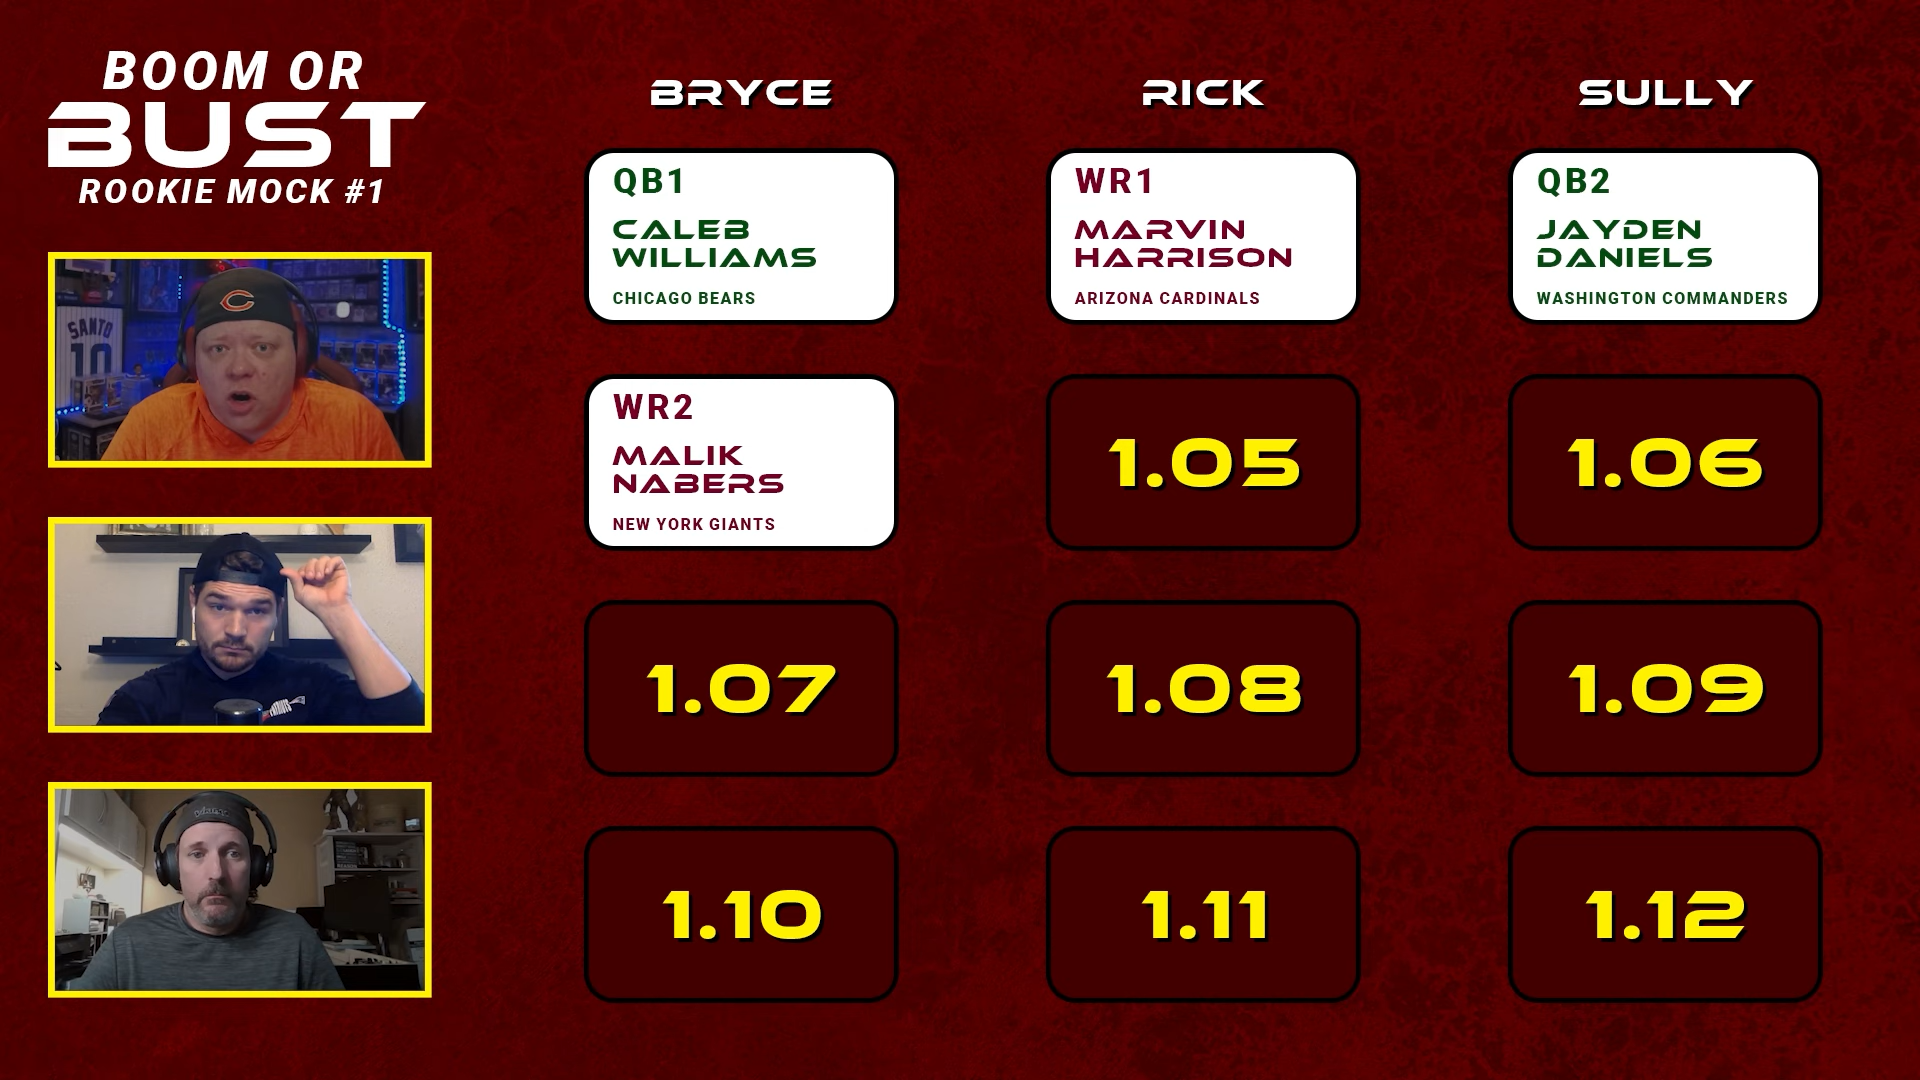 BOOM OR
BUST
ROOKIE MOCK #1
SANTO
10
BRYCE
RICK
SULLY
QB1
CALEB
WILLIAMS
CHICAGO BEARS
WR1
MARVIN
HARRISON
ARIZONA CARDINALS
QB2
JAYDEN
DANIELS
WASHINGTON COMMANDERS
WR2
MALIK
NABERS
NEW YORK GIANTS
1.05
1.06
1.07
1.08
1.09
1.10
1.11
1.12